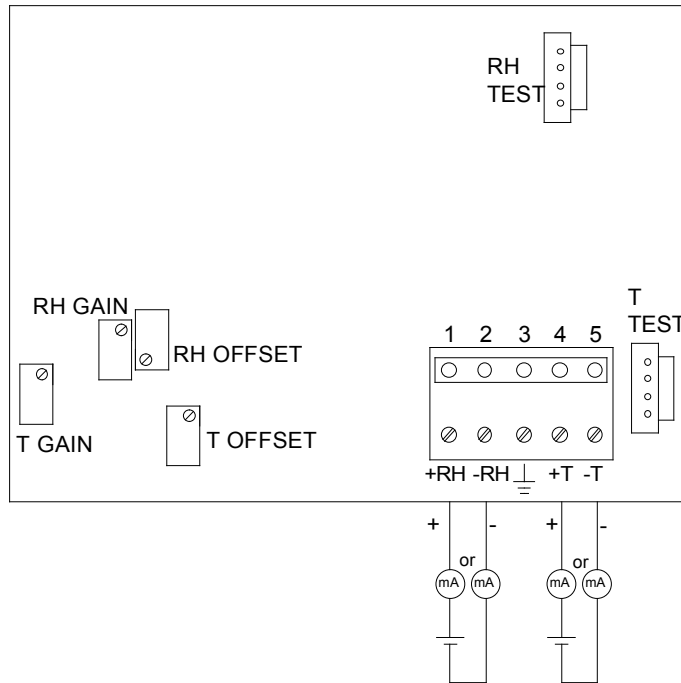 RH
TEST
RH GAIN
RH OFFSET
T GAIN
T OFFSET
T
TEST
1 2 3 4 5
+RH -RH +T -T
+ - + -
or or
mA mA mA mA